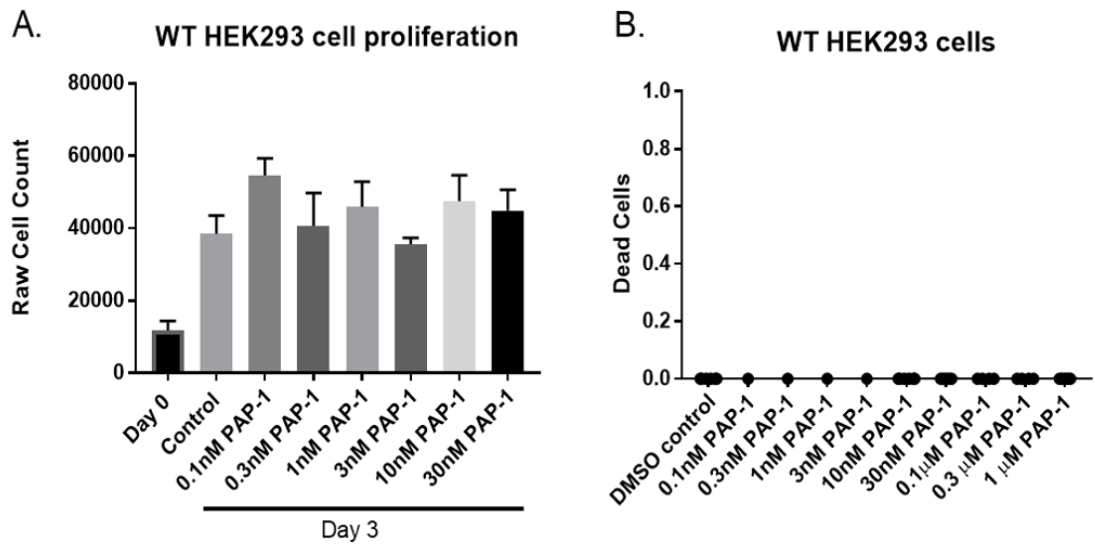 A.
WT HEK293 cell proliferation
Raw Cell Count
80000
60000
40000
20000
0
Day 0
Control
0.1nM PAP-1
0.3nM PAP-1
1nM PAP-1
3nM PAP-1
10nM PAP-1
30nM PAP-1
Day 3
B.
WT HEK293 cells
Dead Cells
1.0
0.8
0.6
0.4
0.2
0.0
DMSO control
0.1nM PAP-1
0.3nM PAP-1
1nM PAP-1
3nM PAP-1
10nM PAP-1
30nM PAP-1
0.1μM PAP-1
0.3 μM PAP-1
1 μM PAP-1